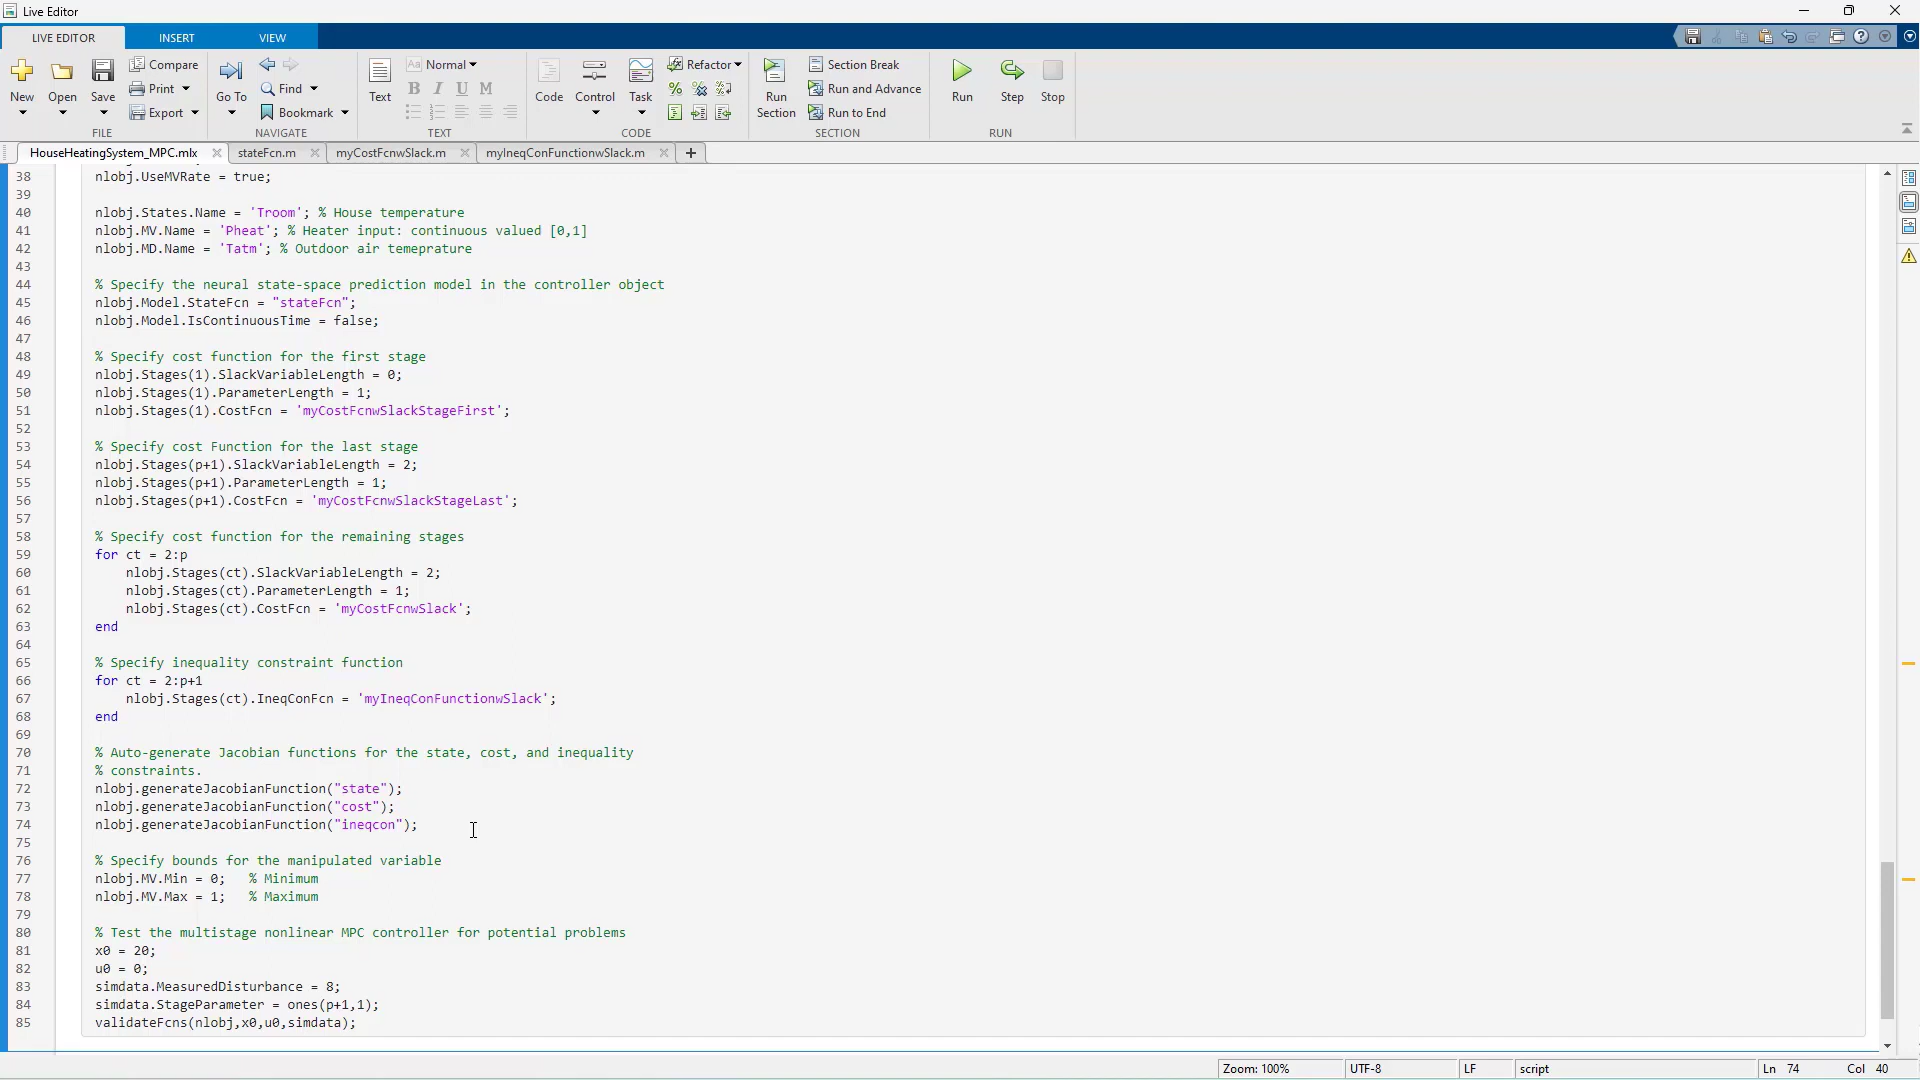 Live Editor
LIVE EDITOR INSERT VIEW
New Open Save Compare Print Export FILE
Go To Find Bookmark NAVIGATE
Text Aa Normal B I U M TEXT
Code Control Task Refactor CODE
Run Section Section Break Run and Advance Run to End SECTION
Run Step Stop RUN
HouseHeatingSystem_MPC.mlx stateFcn.m myCostFcnwSlack.m myIneqConFunctionwSlack.m
38 nlobj.UseMVRate = true;
39
40 nlobj.States.Name = 'Troom'; % House temperature
41 nlobj.MV.Name = 'Pheat'; % Heater input: continuous valued [0,1]
42 nlobj.MD.Name = 'Tatm'; % Outdoor air temeprature
43
44 % Specify the neural state-space prediction model in the controller object
45 nlobj.Model.StateFcn = "stateFcn";
46 nlobj.Model.IsContinuousTime = false;
47
48 % Specify cost function for the first stage
49 nlobj.Stages(1).SlackVariableLength = 0;
50 nlobj.Stages(1).ParameterLength = 1;
51 nlobj.Stages(1).CostFcn = 'myCostFcnwSlackStageFirst';
52
53 % Specify cost Function for the last stage
54 nlobj.Stages(p+1).SlackVariableLength = 2;
55 nlobj.Stages(p+1).ParameterLength = 1;
56 nlobj.Stages(p+1).CostFcn = 'myCostFcnwSlackStageLast';
57
58 % Specify cost function for the remaining stages
59 for ct = 2:p
60 nlobj.Stages(ct).SlackVariableLength = 2;
61 nlobj.Stages(ct).ParameterLength = 1;
62 nlobj.Stages(ct).CostFcn = 'myCostFcnwSlack';
63 end
64
65 % Specify inequality constraint function
66 for ct = 2:p+1
67 nlobj.Stages(ct).IneqConFcn = 'myIneqConFunctionwSlack';
68 end
69
70 % Auto-generate Jacobian functions for the state, cost, and inequality
71 % constraints.
72 nlobj.generateJacobianFunction("state");
73 nlobj.generateJacobianFunction("cost");
74 nlobj.generateJacobianFunction("ineqcon");
75
76 % Specify bounds for the manipulated variable
77 nlobj.MV.Min = 0; % Minimum
78 nlobj.MV.Max = 1; % Maximum
79
80 % Test the multistage nonlinear MPC controller for potential problems
81 x0 = 20;
82 u0 = 0;
83 simdata.MeasuredDisturbance = 8;
84 simdata.StageParameter = ones(p+1,1);
85 validateFcns(nlobj,x0,u0,simdata);
Zoom: 100% UTF-8 LF script Ln 74 Col 40